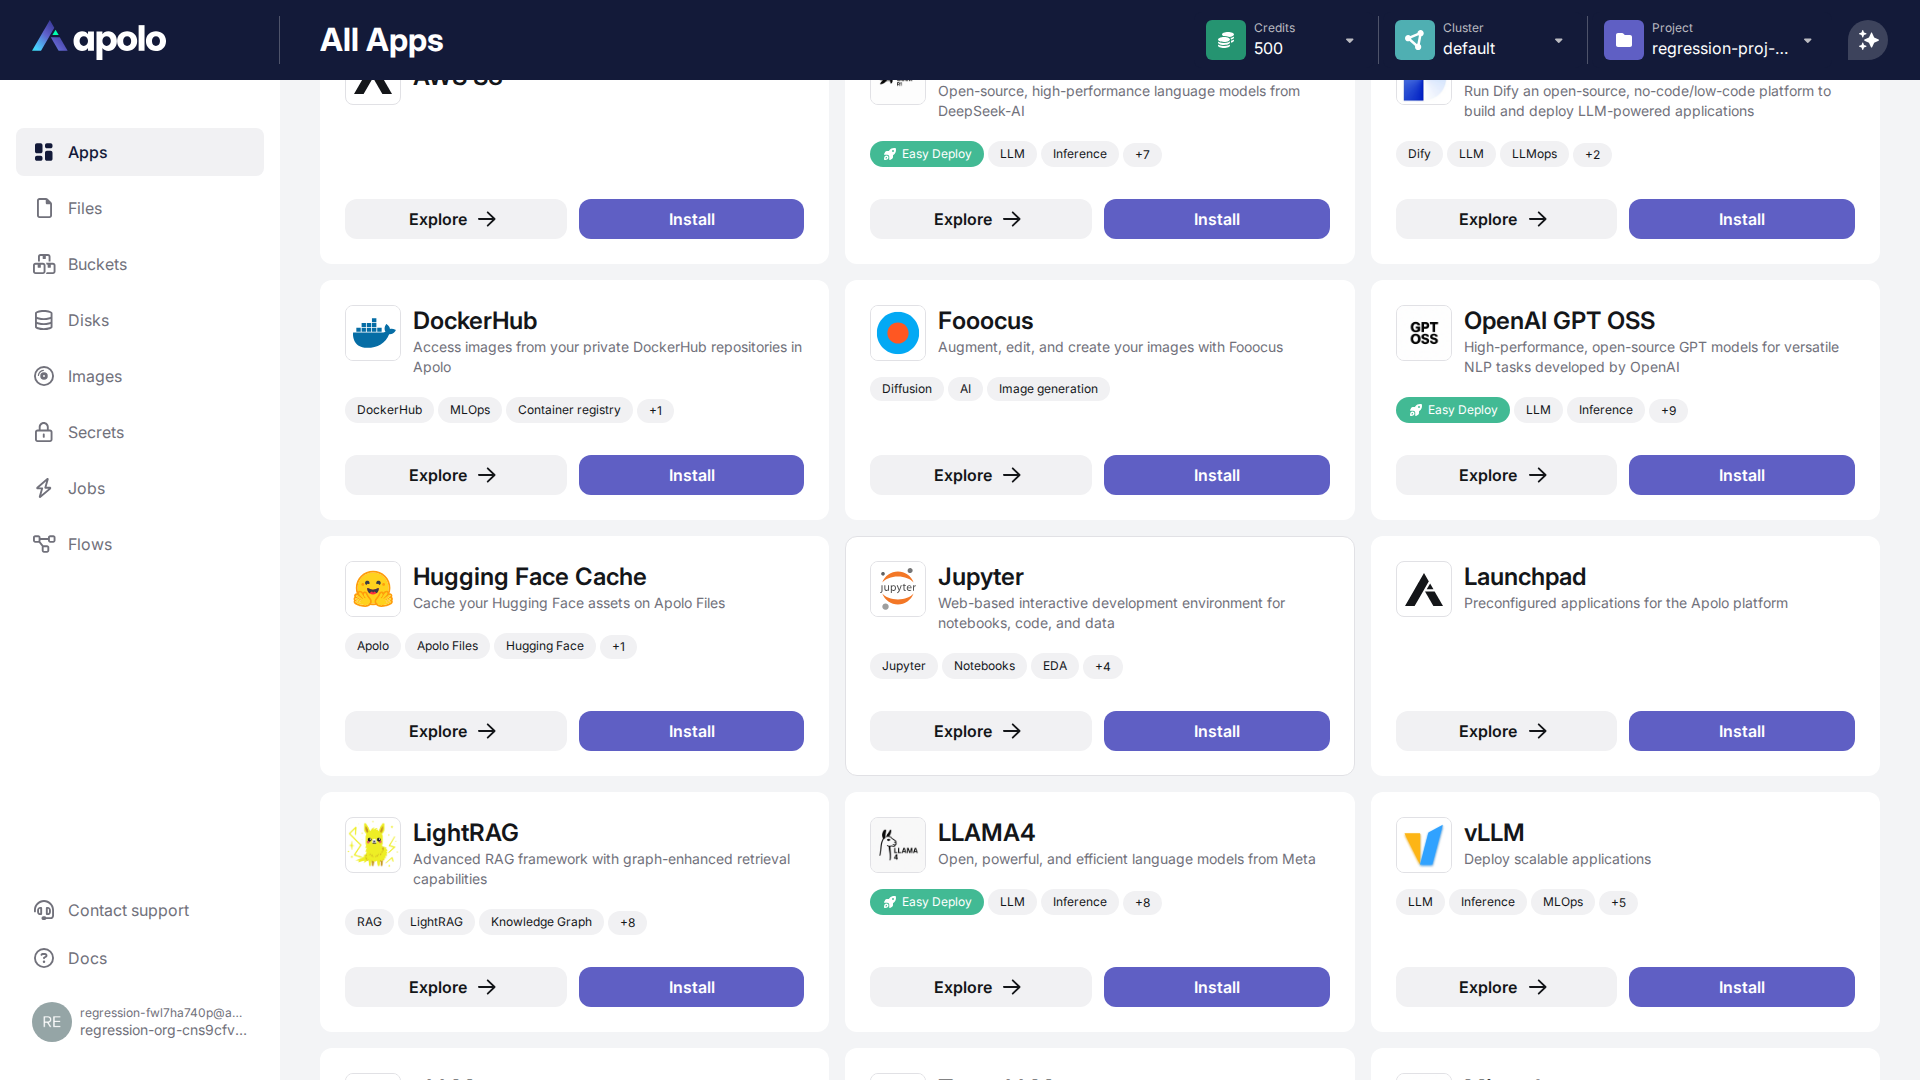 apolo
All Apps
Credits
500
Cluster
default
Project
regression-proj-...
Apps
Files
Buckets
Disks
Images
Secrets
Jobs
Flows
Contact support
Docs
RE
regression-fwl7ha740p@a...
regression-org-cns9cfv...
Explore
Install
Open-source, high-performance language models from
DeepSeek-AI
Easy Deploy
LLM
Inference
+7
Explore
Install
Run Dify an open-source, no-code/low-code platform to
build and deploy LLM-powered applications
Dify
LLM
LLMops
+2
Explore
Install
DockerHub
Access images from your private DockerHub repositories in
Apolo
DockerHub
MLOps
Container registry
+1
Explore
Install
Fooocus
Augment, edit, and create your images with Fooocus
Diffusion
AI
Image generation
Explore
Install
GPT
OSS
OpenAI GPT OSS
High-performance, open-source GPT models for versatile
NLP tasks developed by OpenAI
Easy Deploy
LLM
Inference
+9
Explore
Install
Hugging Face Cache
Cache your Hugging Face assets on Apolo Files
Apolo
Apolo Files
Hugging Face
+1
Explore
Install
jupyter
Jupyter
Web-based interactive development environment for
notebooks, code, and data
Jupyter
Notebooks
EDA
+4
Explore
Install
Launchpad
Preconfigured applications for the Apolo platform
Explore
Install
LightRAG
Advanced RAG framework with graph-enhanced retrieval
capabilities
RAG
LightRAG
Knowledge Graph
+8
Explore
Install
LLAMA
4
LLAMA4
Open, powerful, and efficient language models from Meta
Easy Deploy
LLM
Inference
+8
Explore
Install
vLLM
Deploy scalable applications
LLM
Inference
MLOps
+5
Explore
Install